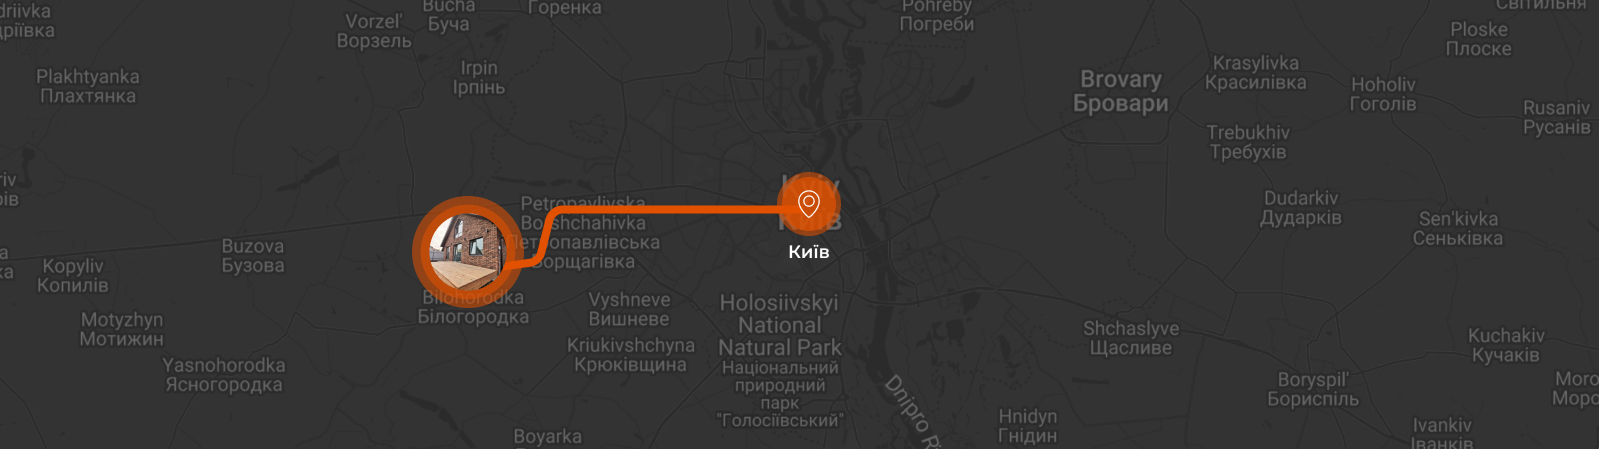 driivka
дріївка
Vorzel'
Ворзель
Bucha
Буча
Горенка
Pohreby
Погреби
Світильня
Ploske
Плоске
Plakhtyanka
Плахтянка
Irpin
Ірпінь
Brovary
Бровари
Krasylivka
Красилівка
Hoholiv
Гоголів
Rusaniv
Русанів
Trebukhiv
Требухів
Petropavlivska
Borshchahivka
Петропавлівська
Борщагівка
Kyiv
Київ
Київ
Dudarkiv
Дударків
Sen'kivka
Сеньківка
Buzova
Бузова
Kopyliv
Копилів
Bilohorodka
Білогородка
Vyshneve
Вишневе
Holosiivskyi
National
Natural Park
Національний
природний
парк
"Голосіївський"
Motyzhyn
Мотижин
Kriukivshchyna
Крюківщина
Shchaslyve
Щасливе
Kuchakiv
Кучаків
Yasnohorodka
Ясногородка
Boryspil'
Бориспіль
Moro
Моро
Dnipro Ri
Hnidyn
Гнідин
Ivankiv
Іванків
Boyarka